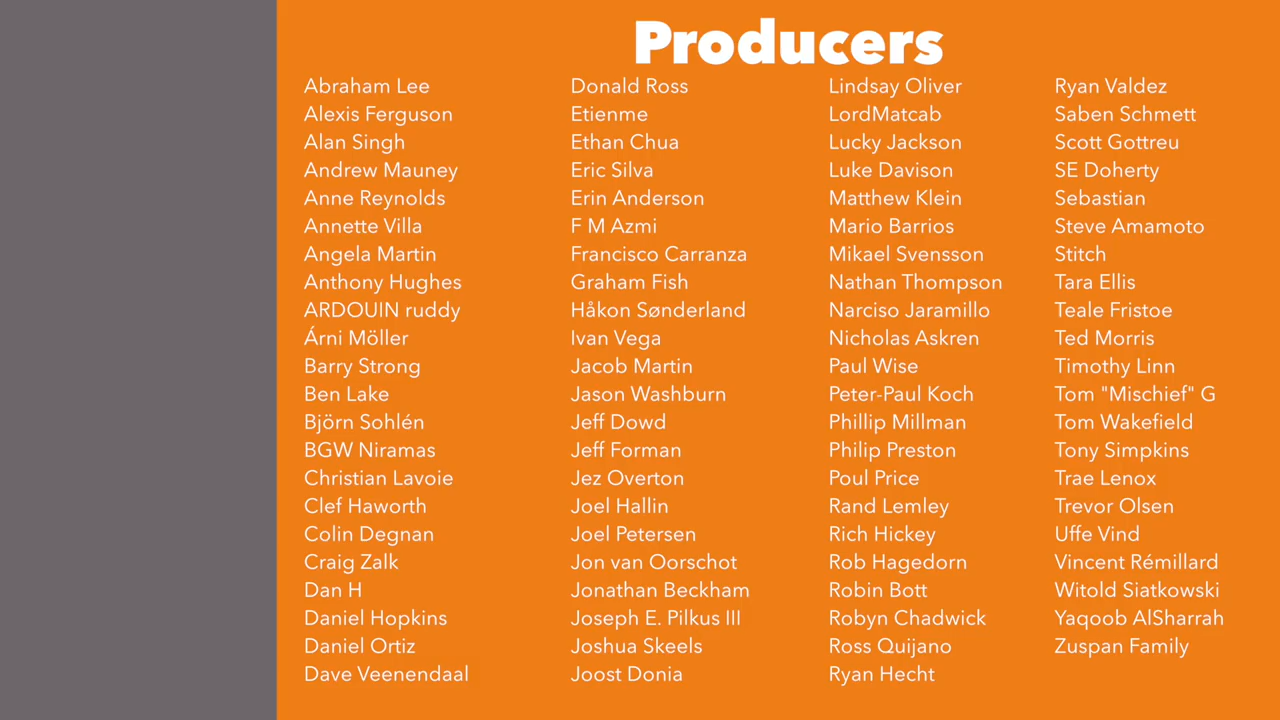 Producers
Abraham Lee
Alexis Ferguson
Alan Singh
Andrew Mauney
Anne Reynolds
Annette Villa
Angela Martin
Anthony Hughes
ARDOUIN ruddy
Árni Möller
Barry Strong
Ben Lake
Björn Sohlén
BGW Niramas
Christian Lavoie
Clef Haworth
Colin Degnan
Craig Zalk
Dan H
Daniel Hopkins
Daniel Ortiz
Dave Veenendaal
Donald Ross
Etienme
Ethan Chua
Eric Silva
Erin Anderson
F M Azmi
Francisco Carranza
Graham Fish
Håkon Sønderland
Ivan Vega
Jacob Martin
Jason Washburn
Jeff Dowd
Jeff Forman
Jez Overton
Joel Hallin
Joel Petersen
Jon van Oorschot
Jonathan Beckham
Joseph E. Pilkus III
Joshua Skeels
Joost Donia
Lindsay Oliver
LordMatcab
Lucky Jackson
Luke Davison
Matthew Klein
Mario Barrios
Mikael Svensson
Nathan Thompson
Narciso Jaramillo
Nicholas Askren
Paul Wise
Peter-Paul Koch
Phillip Millman
Philip Preston
Poul Price
Rand Lemley
Rich Hickey
Rob Hagedorn
Robin Bott
Robyn Chadwick
Ross Quijano
Ryan Hecht
Ryan Valdez
Saben Schmett
Scott Gottreu
SE Doherty
Sebastian
Steve Amamoto
Stitch
Tara Ellis
Teale Fristoe
Ted Morris
Timothy Linn
Tom "Mischief" G
Tom Wakefield
Tony Simpkins
Trae Lenox
Trevor Olsen
Uffe Vind
Vincent Rémillard
Witold Siatkowski
Yaqoob AlSharrah
Zuspan Family